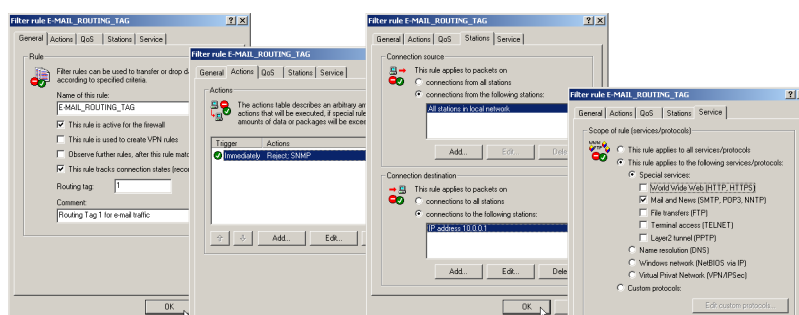 Filter rule E-MAIL_ROUTING_TAG
General Actions QoS Stations Service
Rule
Filter rules can be used to transfer or drop d
according to specified criteria.
Name of this rule:
E-MAIL_ROUTING_TAG
This rule is active for the firewall
This rule is used to create VPN rules
Observe further rules, after this rule matc
This rule tracks connection states (recor
Routing tag: 1
Comment:
Routing Tag 1 for e-mail traffic
OK
Filter rule E-MAIL_ROUTING_TAG
General Actions QoS Stations Service
Actions
The actions table describes an arbitrary am
actions that will be executed, if special rule
amounts of data or packages will be excee
Trigger Actions
Immediately Reject; SNMP
Add... Edit...
Filter rule E-MAIL_ROUTING_TAG
General Actions QoS Stations Service
Connection source
This rule applies to packets on
connections from all stations
connections from the following stations:
All stations in local network
Add... Edit... Dele
Connection destination
This rule applies to packets on
connections to all stations
connections to the following stations:
IP address 10.0.0.1
Add... Edit... Dele
OK
Filter rule E-MAIL_ROUTING_TAG
General Actions QoS Stations Service
Scope of rule (services/protocols)
This rule applies to all services/protocols
This rule applies to the following services/protocols:
Special services:
World Wide Web (HTTP, HTTPS)
Mail and News (SMTP, POP3, NNTP)
File transfers (FTP)
Terminal access (TELNET)
Layer2 tunnel (PPTP)
Name resolution (DNS)
Windows network (NetBIOS via IP)
Virtual Privat Network (VPN/IPSec)
Custom protocols:
Edit custom protocols...